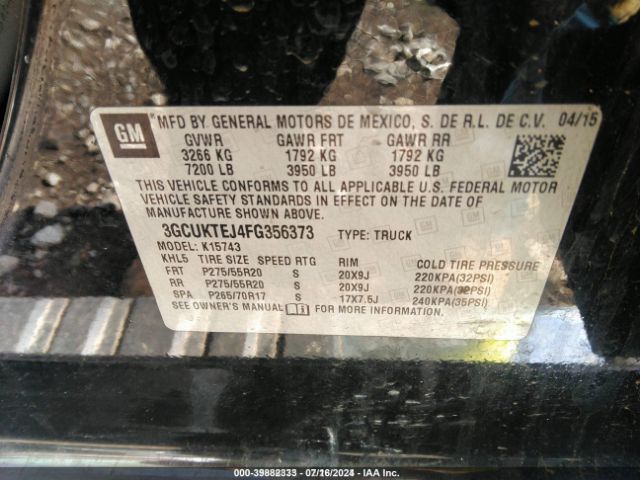 GM
MFD BY GENERAL MOTORS DE MEXICO, S. DE R.L. DE C.V. 04/15
GVWR GAWR FRT GAWR RR
3266 KG 1792 KG 1792 KG
7200 LB 3950 LB 3950 LB
THIS VEHICLE CONFORMS TO ALL APPLICABLE U.S. FEDERAL MOTOR
VEHICLE SAFETY STANDARDS IN EFFECT ON THE DATE OF
MANUFACTURE SHOWN ABOVE.
3GCUKTEJ4FG356373 TYPE: TRUCK
MODEL: K15743
KHL5 TIRE SIZE SPEED RTG RIM COLD TIRE PRESSURE
FRT P275/55R20 S 20X9J 220KPA(32PSI)
RR P275/55R20 S 20X9J 220KPA(32PSI)
SPA P265/70R17 S 17X7.5J 240KPA(35PSI)
SEE OWNER'S MANUAL FOR MORE INFORMATION.
000-39882333 - 07/16/2024 - IAA Inc.